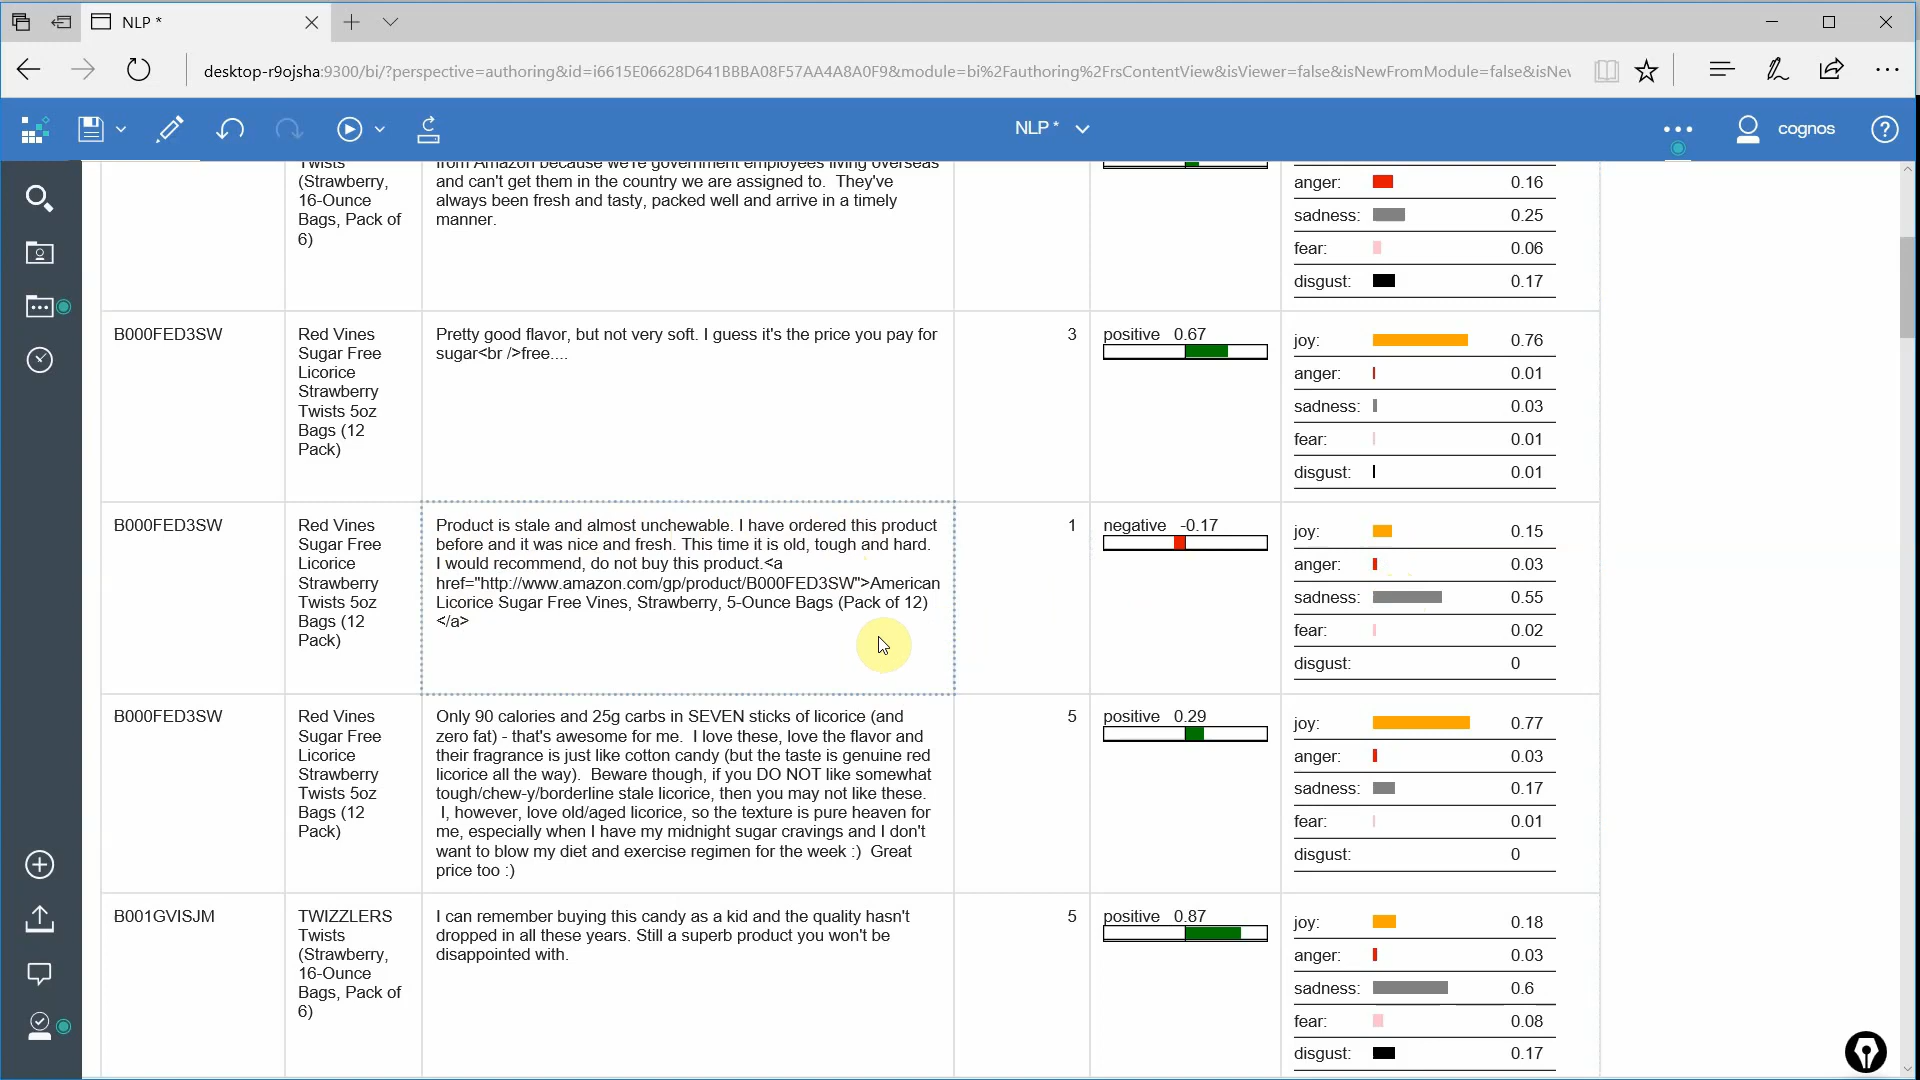 NLP *
desktop-r9ojsha:9300/bi/?perspective=authoring&id=i6615E06628D641BBBA08F57AA4A8A0F9&module=bi%2Fauthoring%2FrsContentView&isViewer=false&isNewFromModule=false&isNev
NLP *
cognos
Twists
(Strawberry,
16-Ounce
Bags, Pack of
6)
from Amazon because we're government employees living overseas
and can't get them in the country we are assigned to.  They've
always been fresh and tasty, packed well and arrive in a timely
manner.
anger: 0.16
sadness: 0.25
fear: 0.06
disgust: 0.17
B000FED3SW
Red Vines
Sugar Free
Licorice
Strawberry
Twists 5oz
Bags (12
Pack)
Pretty good flavor, but not very soft. I guess it's the price you pay for
sugar<br />free....
3
positive 0.67
joy: 0.76
anger: 0.01
sadness: 0.03
fear: 0.01
disgust: 0.01
B000FED3SW
Red Vines
Sugar Free
Licorice
Strawberry
Twists 5oz
Bags (12
Pack)
Product is stale and almost unchewable. I have ordered this product
before and it was nice and fresh. This time it is old, tough and hard.
I would recommend, do not buy this product.<a
href="http://www.amazon.com/gp/product/B000FED3SW">American
Licorice Sugar Free Vines, Strawberry, 5-Ounce Bags (Pack of 12)
</a>
1
negative -0.17
joy: 0.15
anger: 0.03
sadness: 0.55
fear: 0.02
disgust: 0
B000FED3SW
Red Vines
Sugar Free
Licorice
Strawberry
Twists 5oz
Bags (12
Pack)
Only 90 calories and 25g carbs in SEVEN sticks of licorice (and
zero fat) - that's awesome for me.  I love these, love the flavor and
their fragrance is just like cotton candy (but the taste is genuine red
licorice all the way).  Beware though, if you DO NOT like somewhat
tough/chew-y/borderline stale licorice, then you may not like these.
I, however, love old/aged licorice, so the texture is pure heaven for
me, especially when I have my midnight sugar cravings and I don't
want to blow my diet and exercise regimen for the week :)  Great
price too :)
5
positive 0.29
joy: 0.77
anger: 0.03
sadness: 0.17
fear: 0.01
disgust: 0
B001GVISJM
TWIZZLERS
Twists
(Strawberry,
16-Ounce
Bags, Pack of
6)
I can remember buying this candy as a kid and the quality hasn't
dropped in all these years. Still a superb product you won't be
disappointed with.
5
positive 0.87
joy: 0.18
anger: 0.03
sadness: 0.6
fear: 0.08
disgust: 0.17